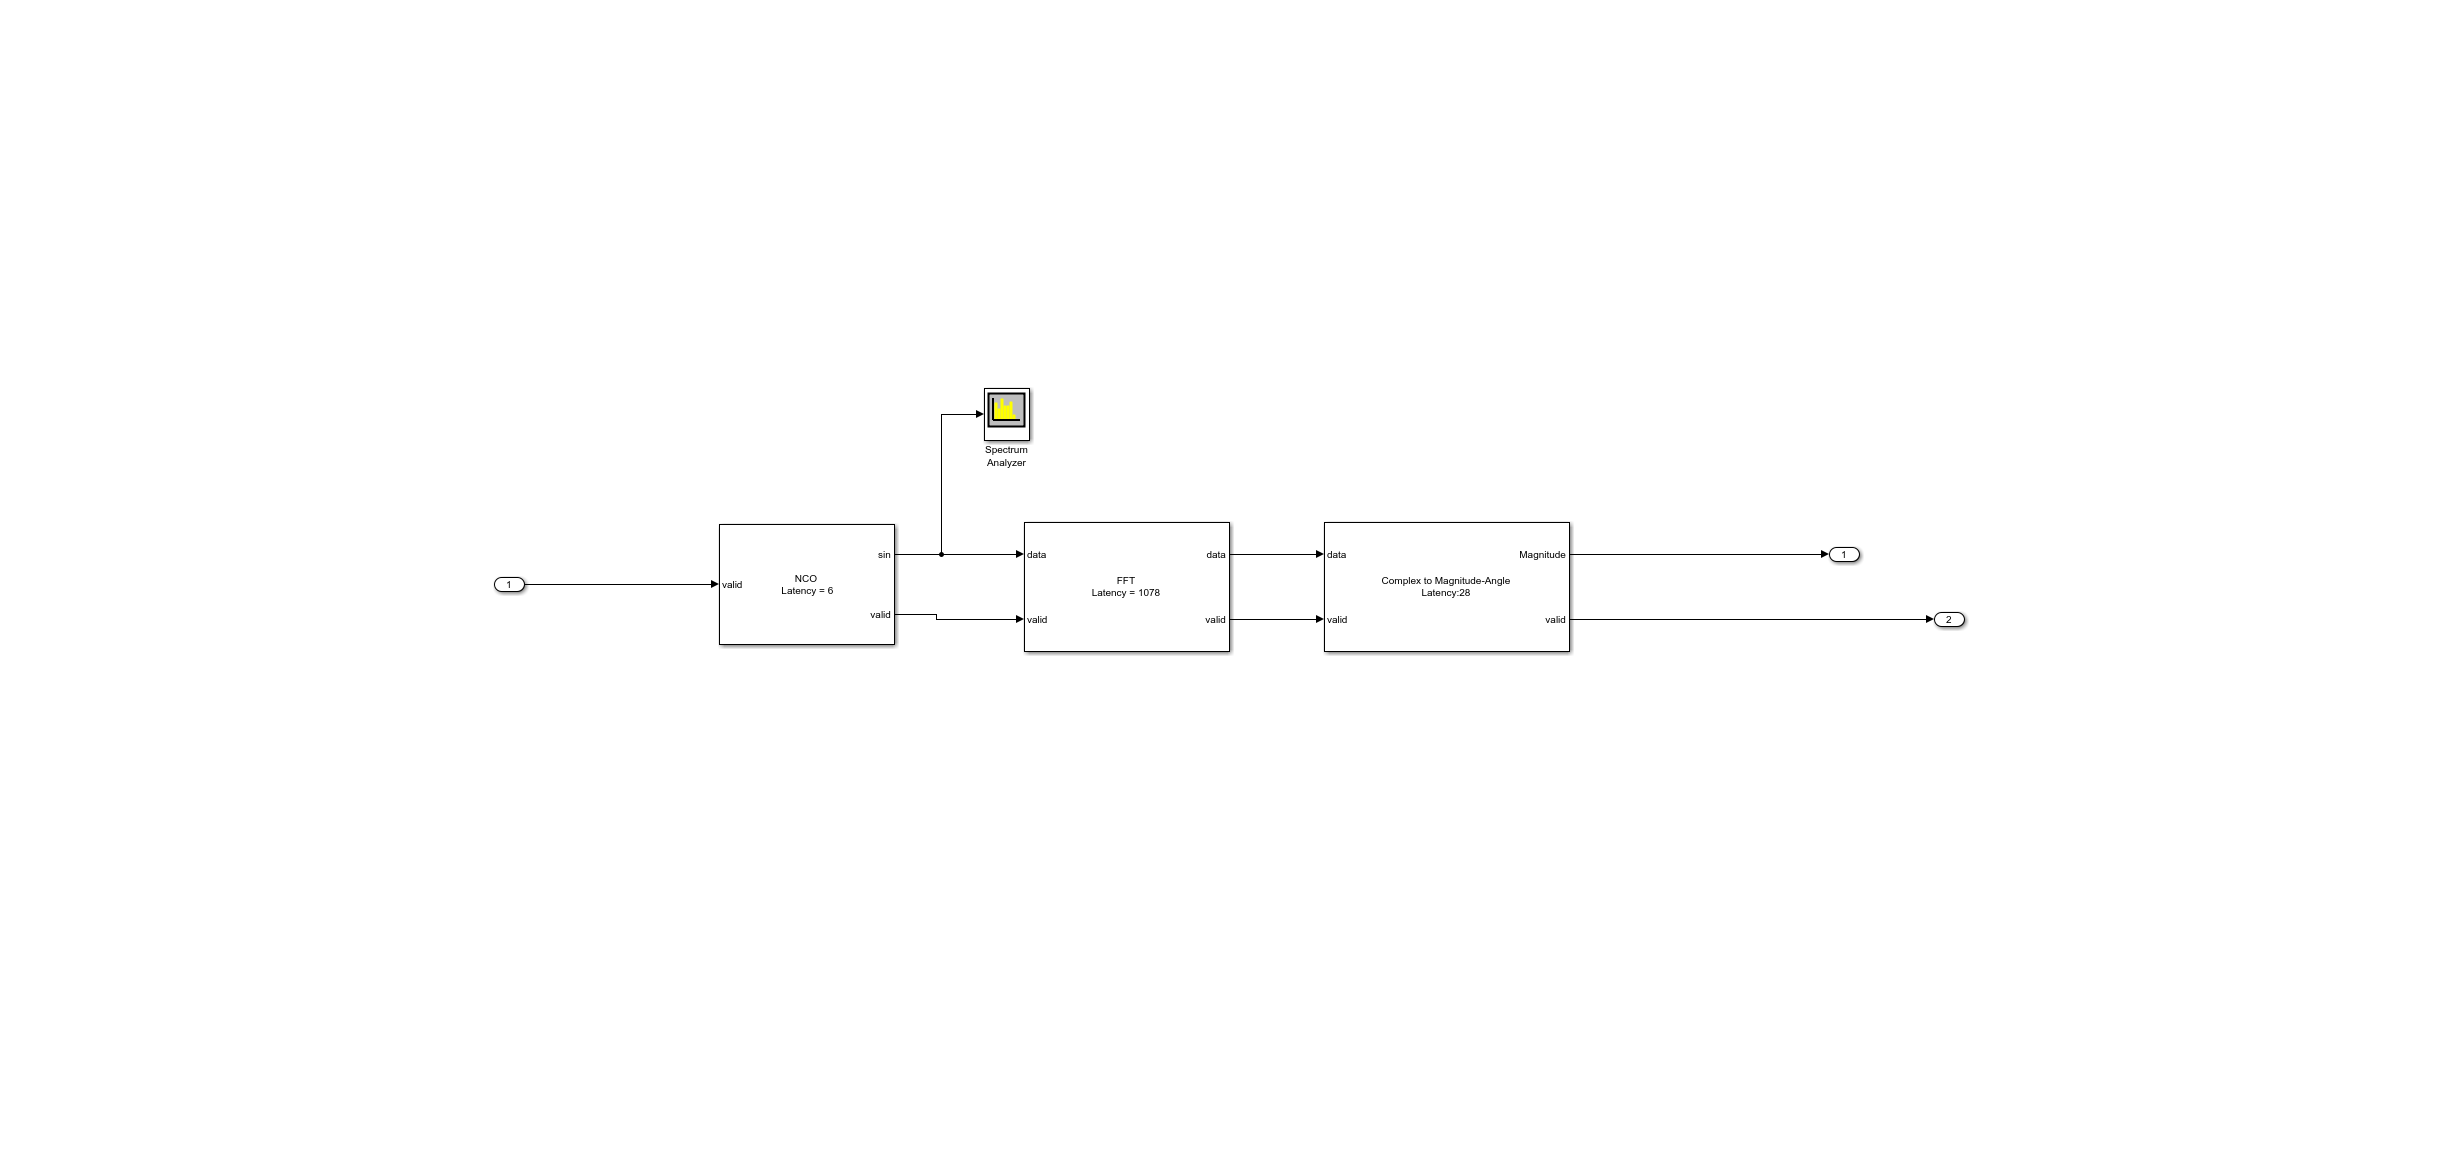 Spectrum
Analyzer
1
valid
NCO
Latency = 6
sin
valid
data
valid
FFT
Latency = 1078
data
valid
data
valid
Complex to Magnitude-Angle
Latency:28
Magnitude
valid
1
2